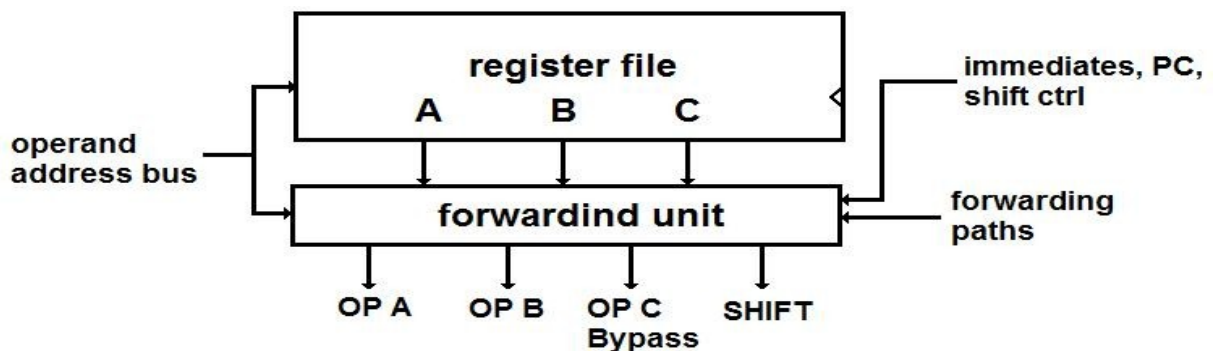 register file
A B C
immediates, PC,
shift ctrl
operand
address bus
forwardind unit
forwarding
paths
OP A
OP B
OP C
Bypass
SHIFT